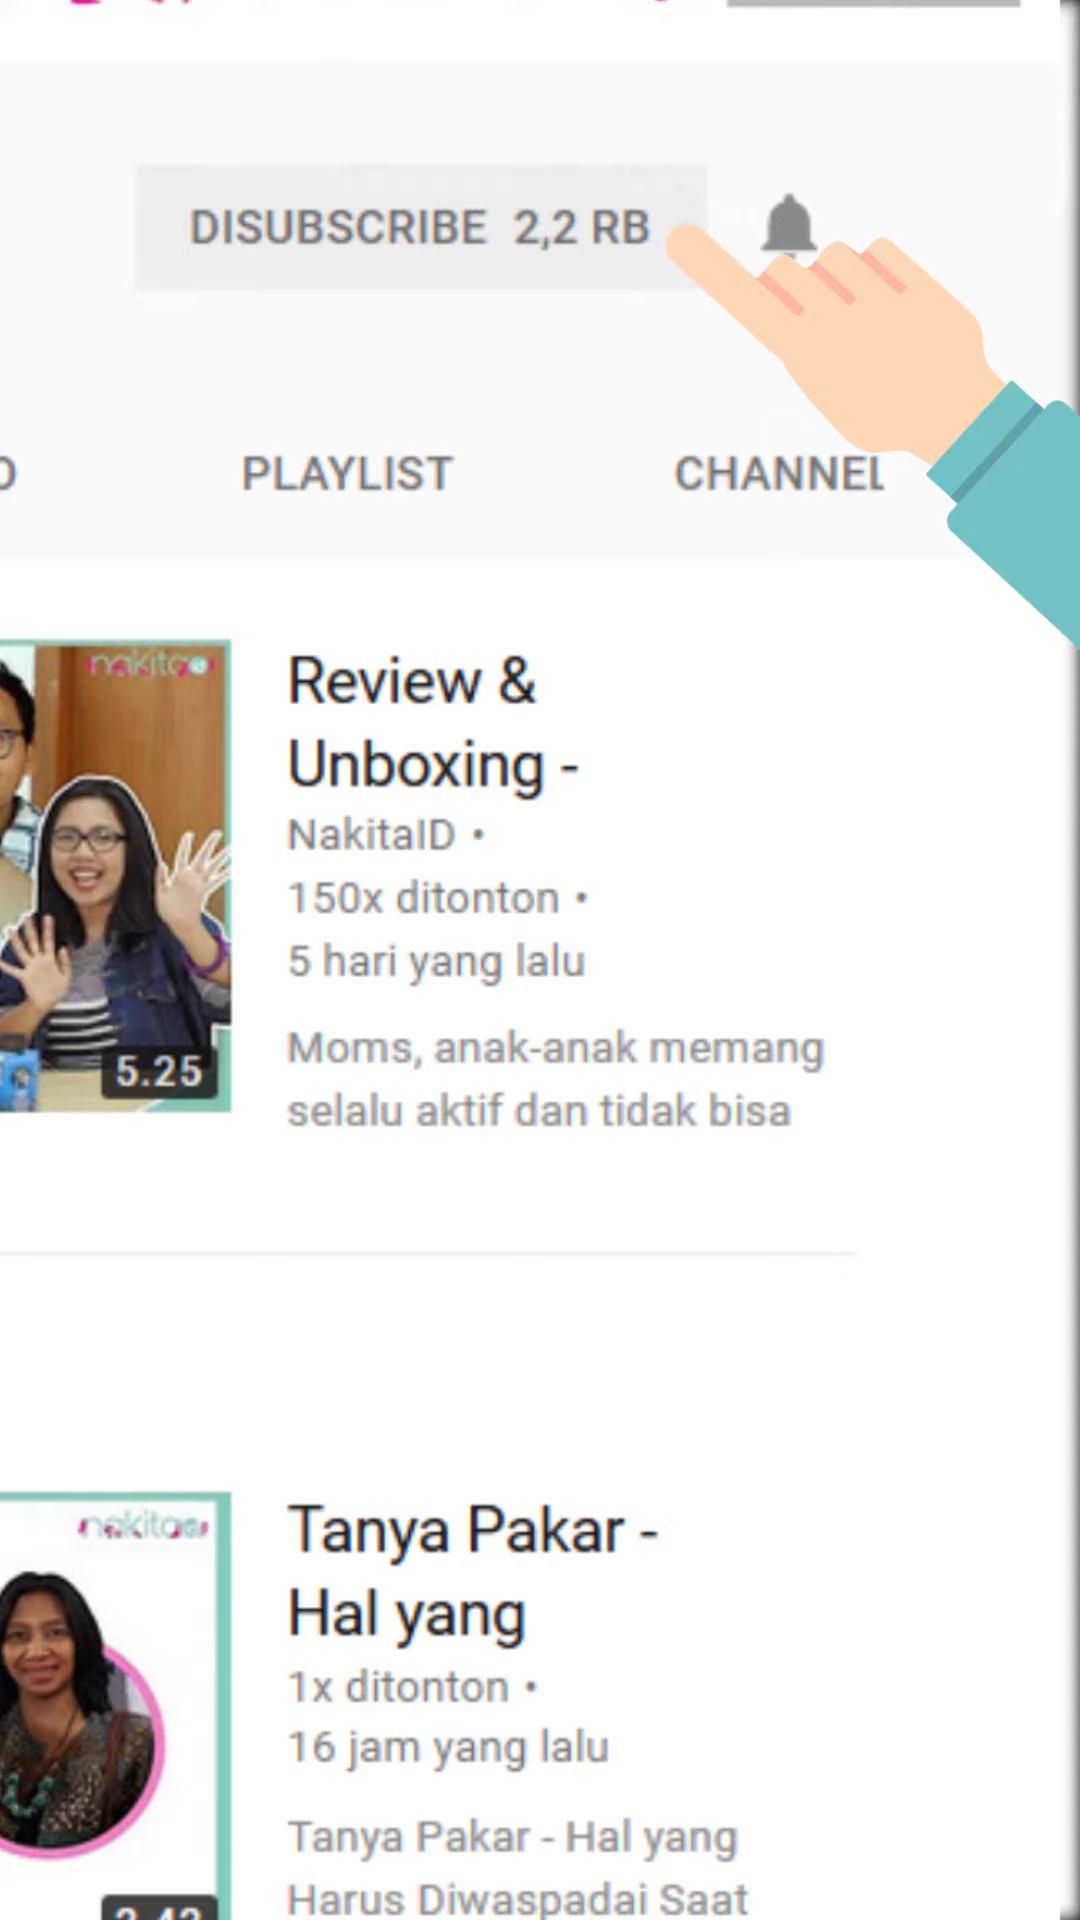 DISUBSCRIBE 2,2 RB
PLAYLIST
CHANNEL
nakita
Review &
Unboxing -
NakitaID •
150x ditonton •
5 hari yang lalu
Moms, anak-anak memang
selalu aktif dan tidak bisa
5.25
nakita
Tanya Pakar -
Hal yang
1x ditonton •
16 jam yang lalu
Tanya Pakar - Hal yang
Harus Diwaspadai Saat